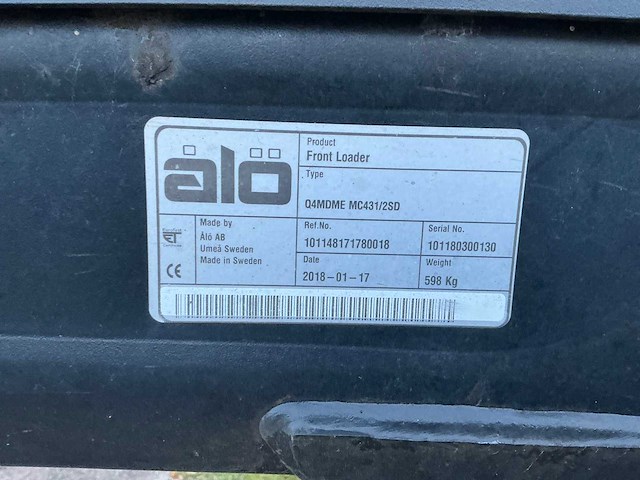 älö
Product
Front Loader
Type
Q4MDME MC431/2SD
Made by
Ålö AB
Umeå Sweden
Made in Sweden
Ref.No.
101148171780018
Serial No.
101180300130
CE
Date
2018-01-17
Weight
598 Kg